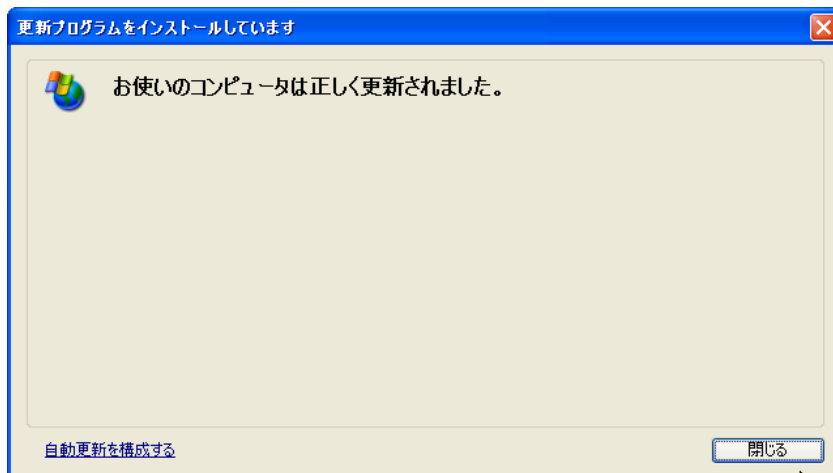 更新プログラムをインストールしています
お使いのコンピュータは正しく更新されました。
自動更新を構成する
閉じる